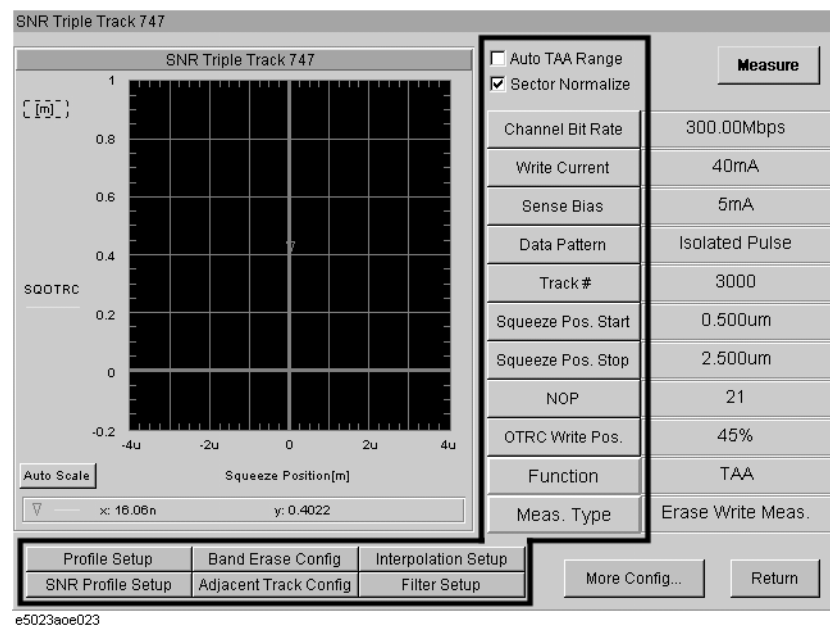 SNR Triple Track 747
SNR Triple Track 747
[m]
1
0.8
0.6
0.4
0.2
0
-0.2
SQOTRC
-4u -2u 0 2u 4u
Auto Scale
Squeeze Position[m]
x: 16.06n y: 0.4022
Auto TAA Range
Sector Normalize
Measure
Channel Bit Rate 300.00Mbps
Write Current 40mA
Sense Bias 5mA
Data Pattern Isolated Pulse
Track # 3000
Squeeze Pos. Start 0.500um
Squeeze Pos. Stop 2.500um
NOP 21
OTRC Write Pos. 45%
Function TAA
Meas. Type Erase Write Meas.
Profile Setup Band Erase Config Interpolation Setup
SNR Profile Setup Adjacent Track Config Filter Setup
More Config... Return
e5023aoe023